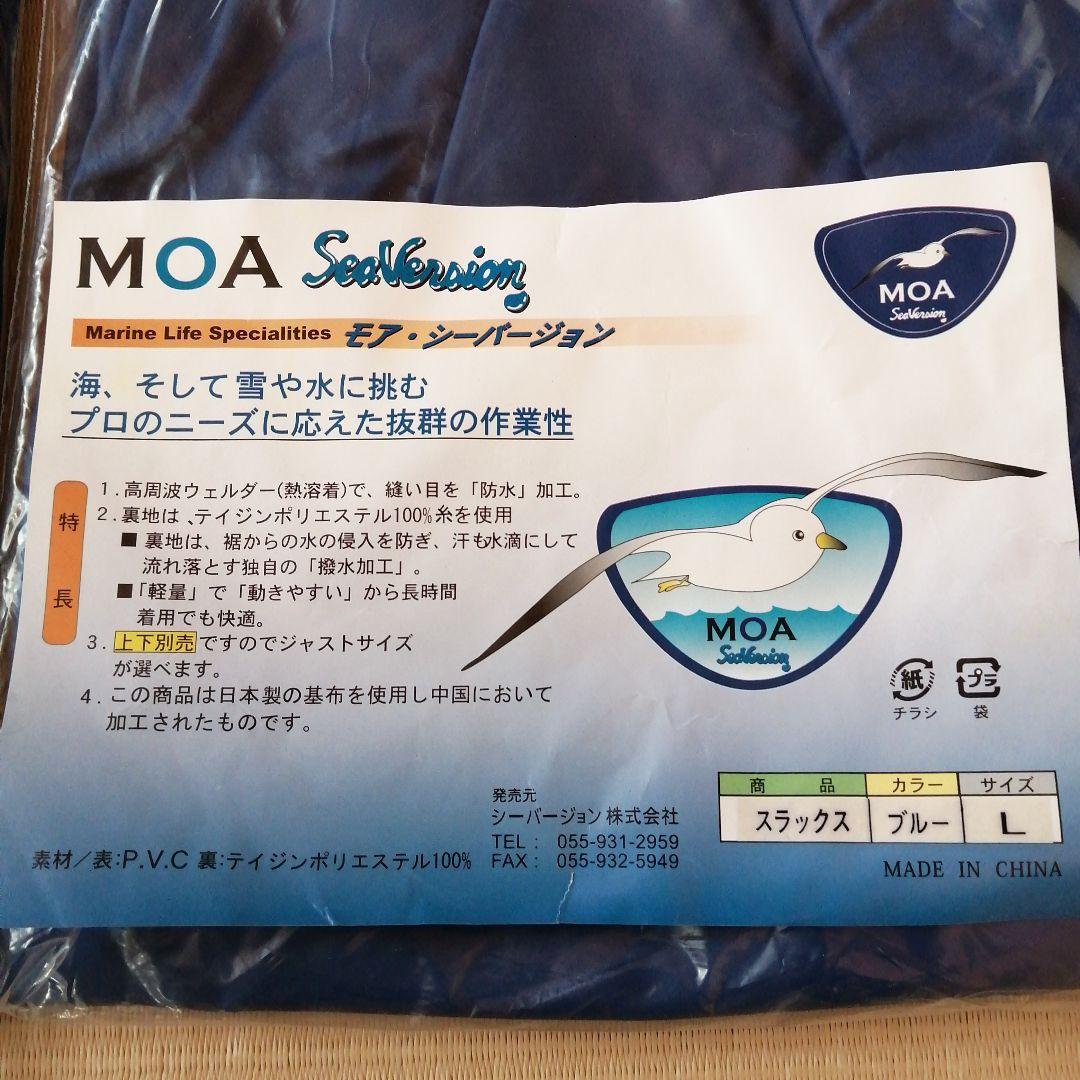 MOA SeaVersion
Marine Life Specialities モア・シーバージョン
MOA
SeaVersion
海、そして雪や水に挑む
プロのニーズに応えた抜群の作業性
特長
1.高周波ウェルダー(熱溶着)で、縫い目を「防水」加工。
2.裏地は、テイジンポリエステル100%糸を使用
■ 裏地は、裾からの水の侵入を防ぎ、汗も水滴にして
流れ落とす独自の「撥水加工」。
■「軽量」で「動きやすい」から長時間
着用でも快適。
3.上下別売ですのでジャストサイズ
が選べます。
4.この商品は日本製の基布を使用し中国において
加工されたものです。
MOA
SeaVersion
紙 プラ
チラシ 袋
商品 カラー サイズ
スラックス ブルー L
発売元
シーバージョン株式会社
TEL : 055-931-2959
FAX : 055-932-5949
素材/表:P.V.C 裏:テイジンポリエステル100%
MADE IN CHINA